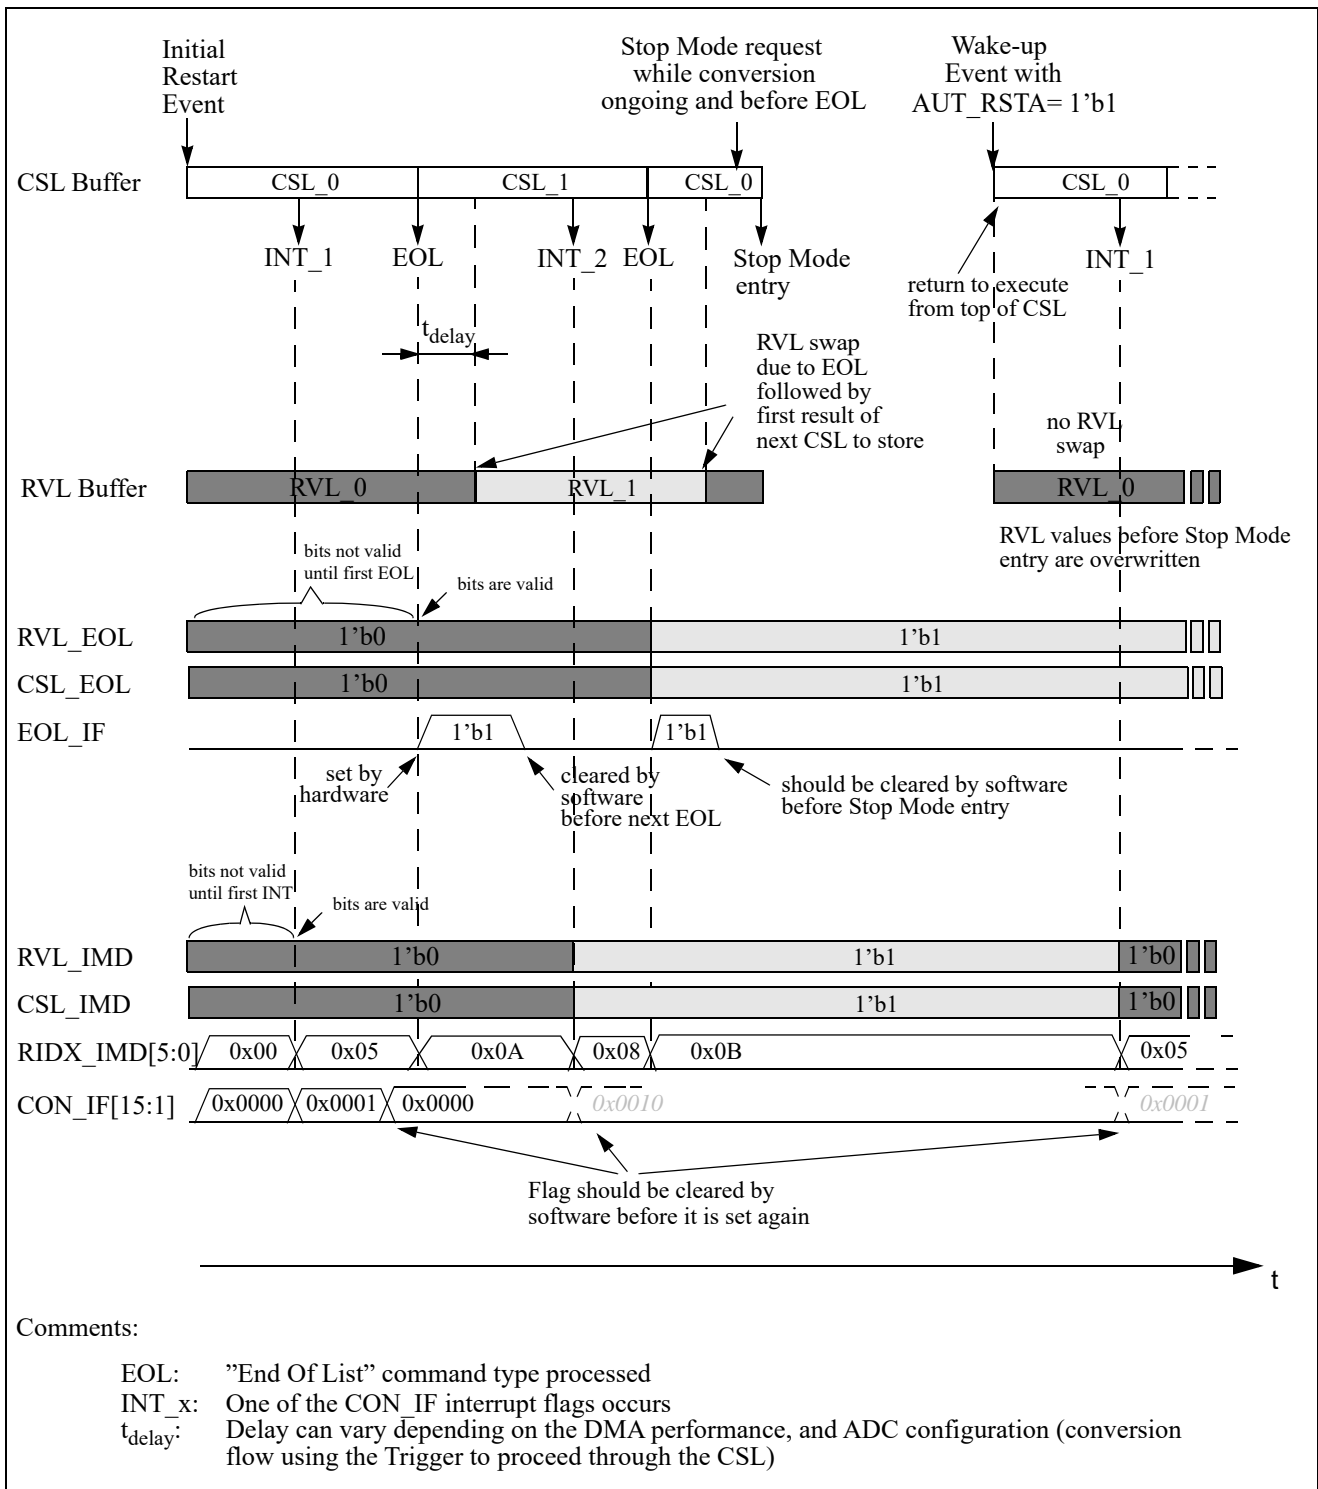 Initial
Restart
Event
Stop Mode request
while conversion
ongoing and before EOL
Wake-up
Event with
AUT_RSTA= 1’b1
CSL Buffer
CSL_0
CSL_1
CSL_0
CSL_0
INT_1
EOL
INT_2
EOL
Stop Mode
entry
INT_1
return to execute
from top of CSL
tdelay
RVL swap
due to EOL
followed by
first result of
next CSL to store
no RVL
swap
RVL Buffer
RVL_0
RVL_1
RVL_0
RVL values before Stop Mode
entry are overwritten
bits not valid
until first EOL
bits are valid
RVL_EOL
1’b0
1’b1
CSL_EOL
1’b0
1’b1
EOL_IF
1’b1
1’b1
set by
hardware
cleared by
software
before next EOL
should be cleared by software
before Stop Mode entry
bits not valid
until first INT
bits are valid
RVL_IMD
1’b0
1’b1
1’b0
CSL_IMD
1’b0
1’b1
1’b0
RIDX_IMD[5:0]
0x00
0x05
0x0A
0x08
0x0B
0x05
CON_IF[15:1]
0x0000
0x0001
0x0000
0x0010
0x0001
Flag should be cleared by
software before it is set again
t
Comments:
EOL: ”End Of List” command type processed
INT_x: One of the CON_IF interrupt flags occurs
tdelay: Delay can vary depending on the DMA performance, and ADC configuration (conversion
flow using the Trigger to proceed through the CSL)